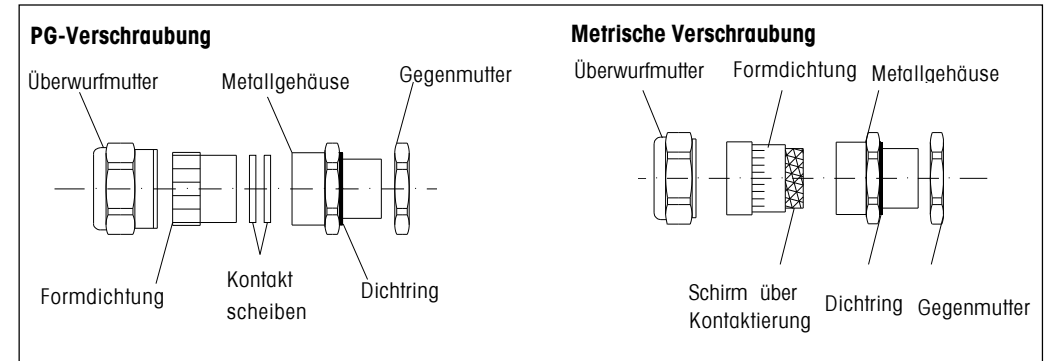 PG-Verschraubung
Überwurfmutter
Metallgehäuse
Gegenmutter
Formdichtung
Kontakt
scheiben
Dichtring
Metrische Verschraubung
Überwurfmutter
Formdichtung
Metallgehäuse
Schirm über
Kontaktierung
Dichtring
Gegenmutter